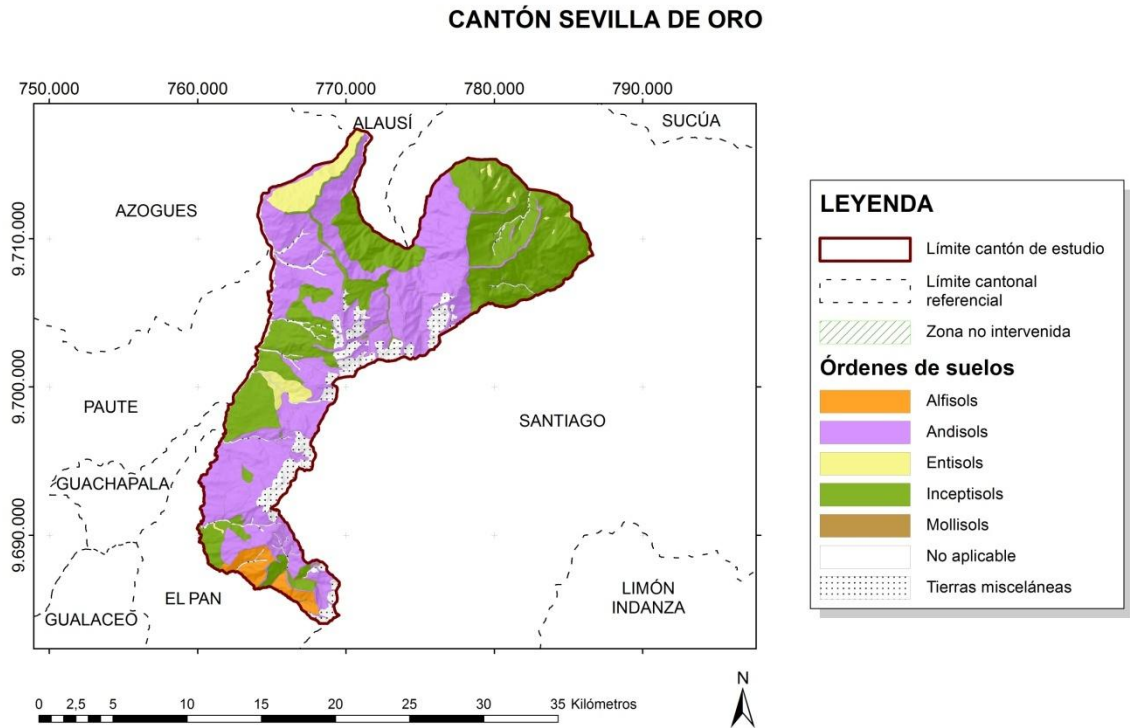 CANTÓN SEVILLA DE ORO
750.000 760.000 770.000 780.000 790.000
ALAUSÍ
SUCÚA
AZOGUES
9.710.000
9.700.000
PAUTE
SANTIAGO
GUACHAPALA
9.690.000
EL PAN
LIMÓN
INDANZA
GUALACEO
LEYENDA
Límite cantón de estudio
Límite cantonal
referencial
Zona no intervenida
Órdenes de suelos
Alfisols
Andisols
Entisols
Inceptisols
Mollisols
No aplicable
Tierras misceláneas
0 2,5 5 10 15 20 25 30 35 Kilómetros
N